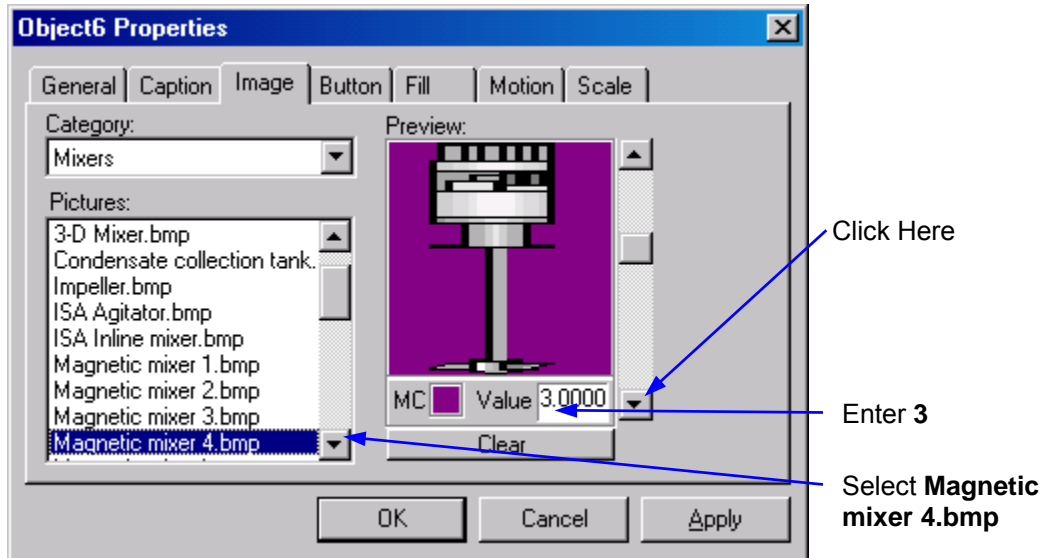 Object6 Properties
General Caption Image Button Fill Motion Scale
Category:
Mixers
Preview:
Pictures:
3-D Mixer.bmp
Condensate collection tank.
Impeller.bmp
ISA Agitator.bmp
ISA Inline mixer.bmp
Magnetic mixer 1.bmp
Magnetic mixer 2.bmp
Magnetic mixer 3.bmp
Magnetic mixer 4.bmp
MC Value 3.0000
Clear
OK Cancel Apply
Click Here
Enter 3
Select Magnetic
mixer 4.bmp